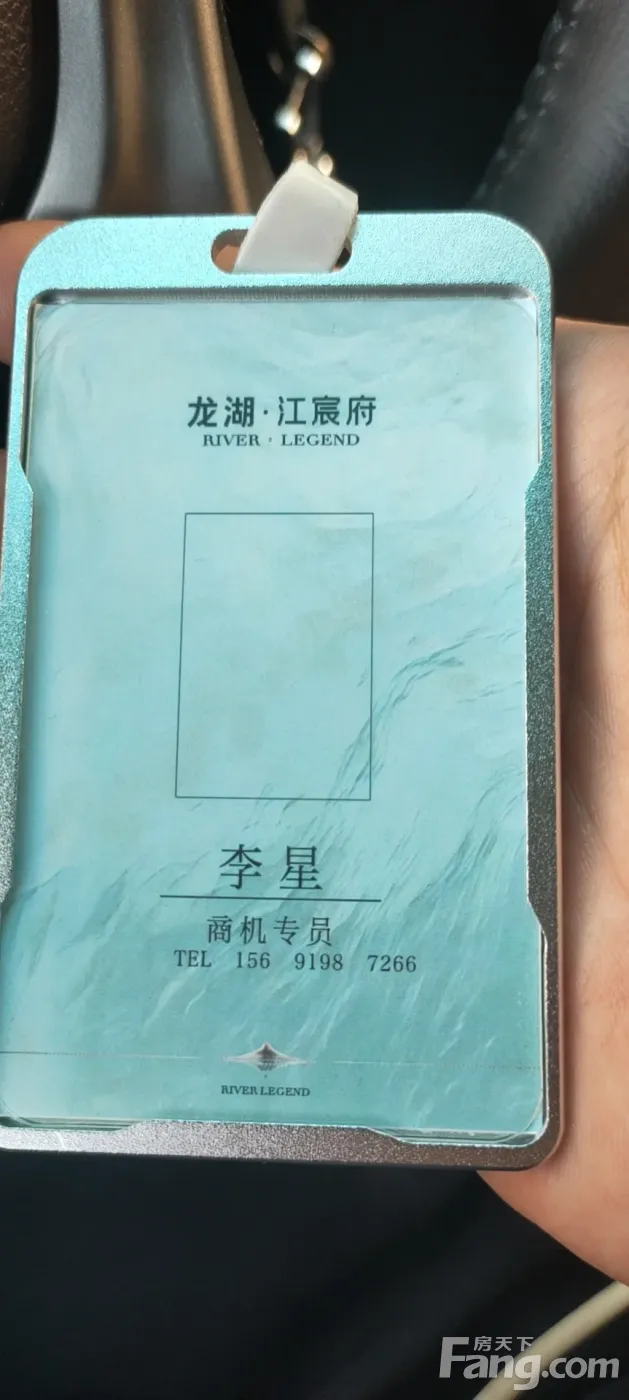 龙湖·江宸府
RIVER · LEGEND
李星
商机专员
TEL 156 9198 7266
RIVER LEGEND
房天下
Fang.com